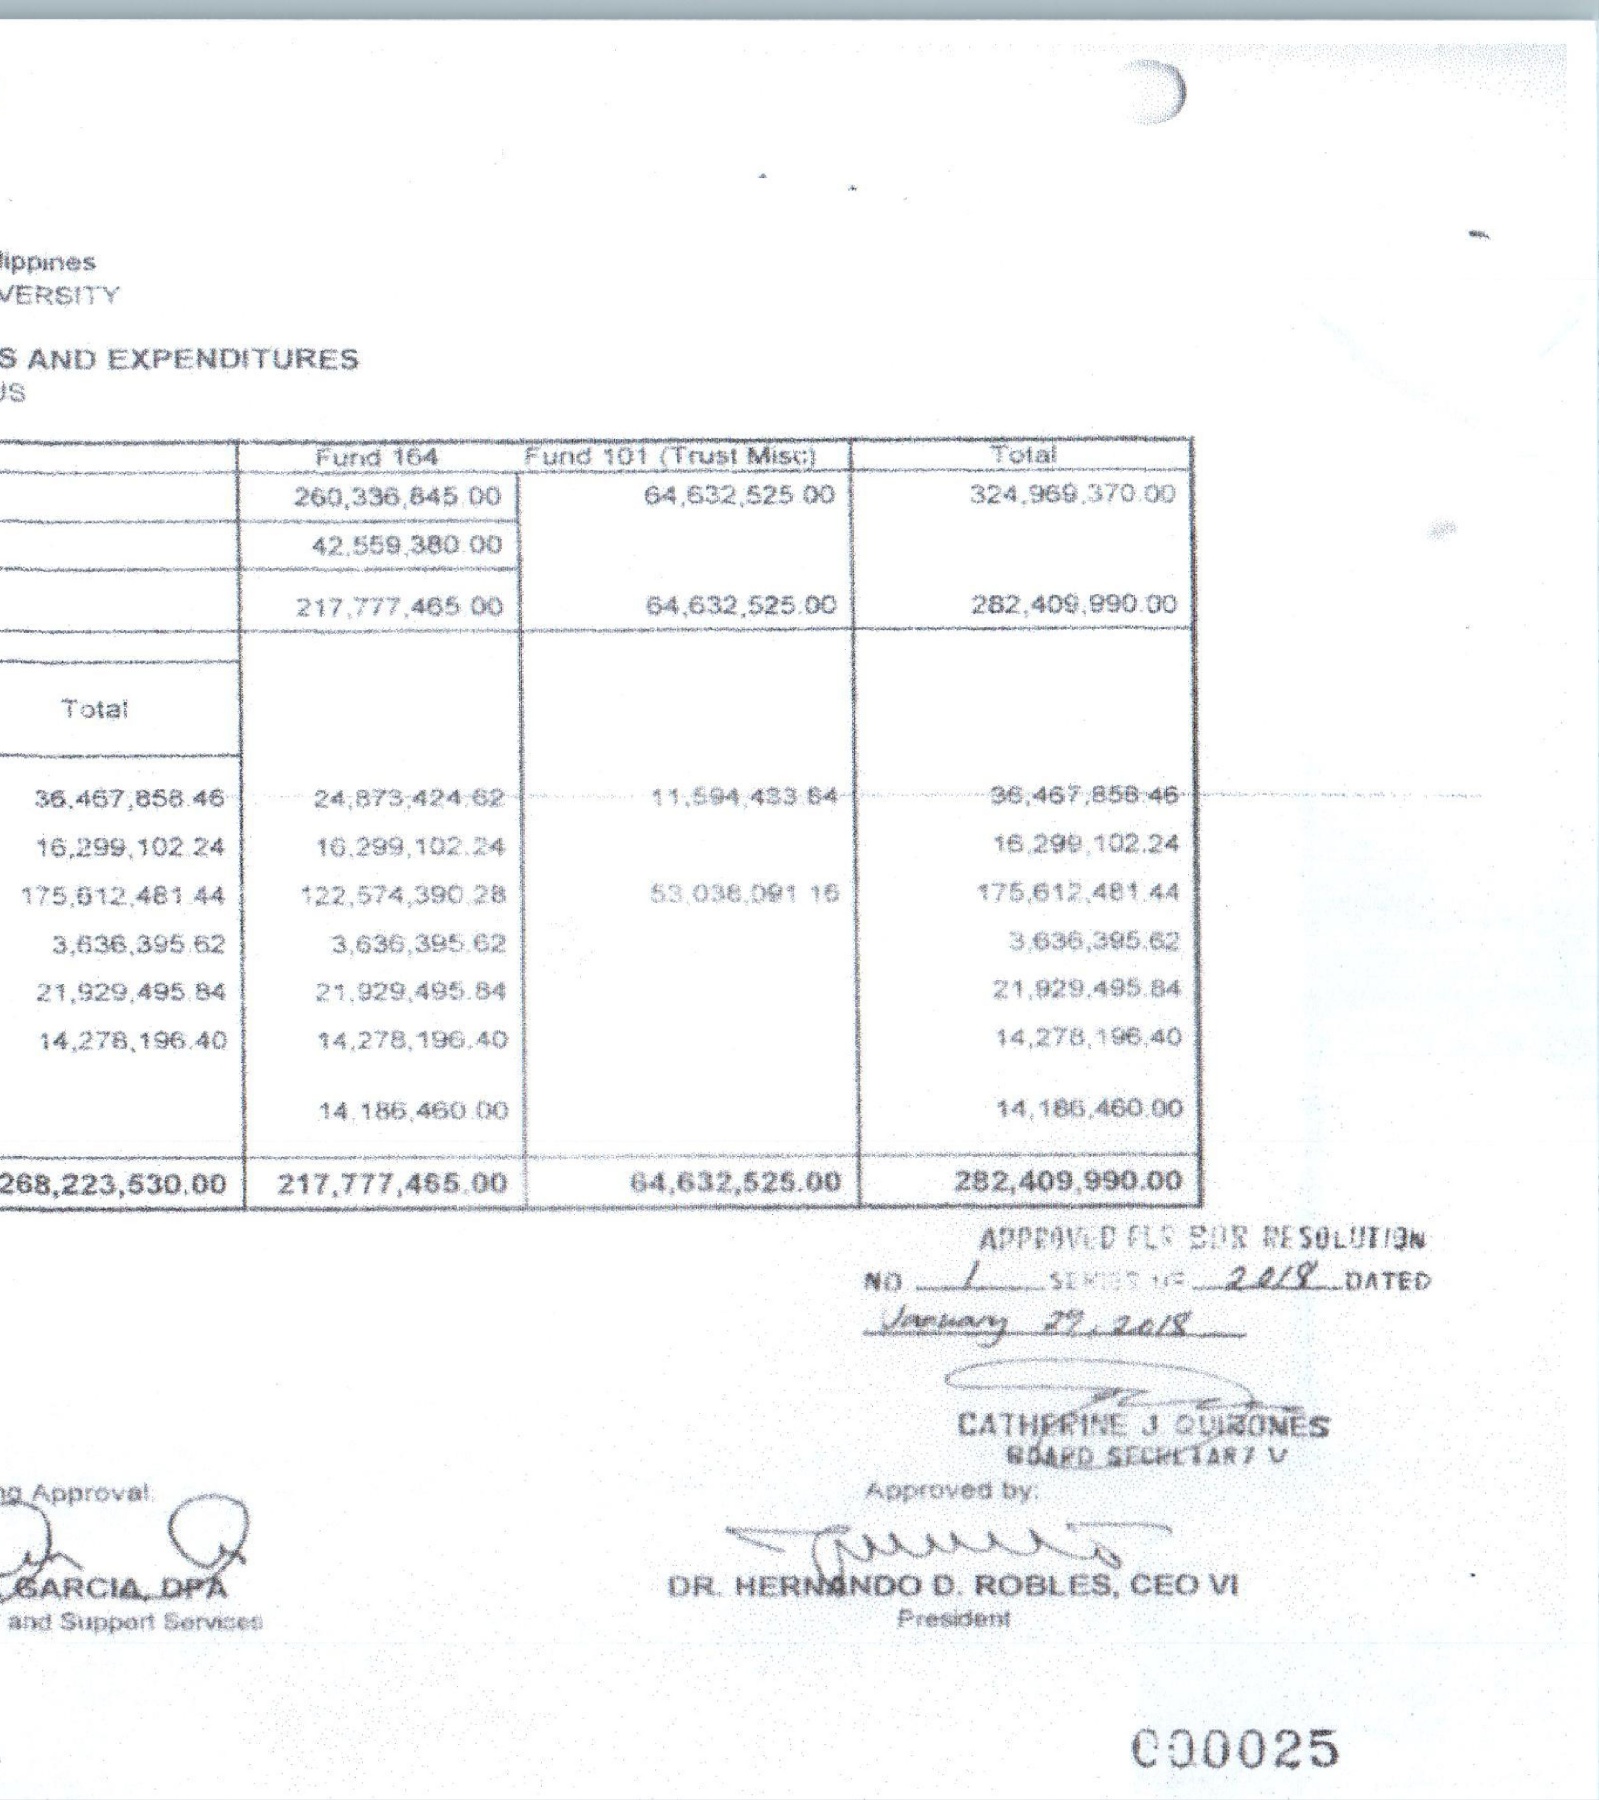 lippines
VERSITY
S AND EXPENDITURES
US
Fund 164 Fund 101 (Trust Misc) Total
260,336,845.00 64,632,525.00 324,969,370.00
42,559,380.00
217,777,465.00 64,632,525.00 282,409,990.00
Total
36,467,858.46 24,873,424.62 11,594,433.84 36,467,858.46
16,299,102.24 16,299,102.24 16,299,102.24
175,612,481.44 122,574,390.28 53,038,091.16 175,612,481.44
3,636,395.62 3,636,395.62 3,636,395.62
21,929,495.84 21,929,495.84 21,929,495.84
14,278,196.40 14,278,196.40 14,278,196.40
14,186,460.00 14,186,460.00
268,223,530.00 217,777,465.00 64,632,525.00 282,409,990.00
APPROVED PER BOR RESOLUTION
NO 1 SERIES OF 2018 DATED
January 29, 2018
CATHERINE J QUIÑONES
BOARD SECRETARY V
ng Approval: Approved by:
GARCIA, DPA DR. HERNANDO D. ROBLES, CEO VI
and Support Services President
000025